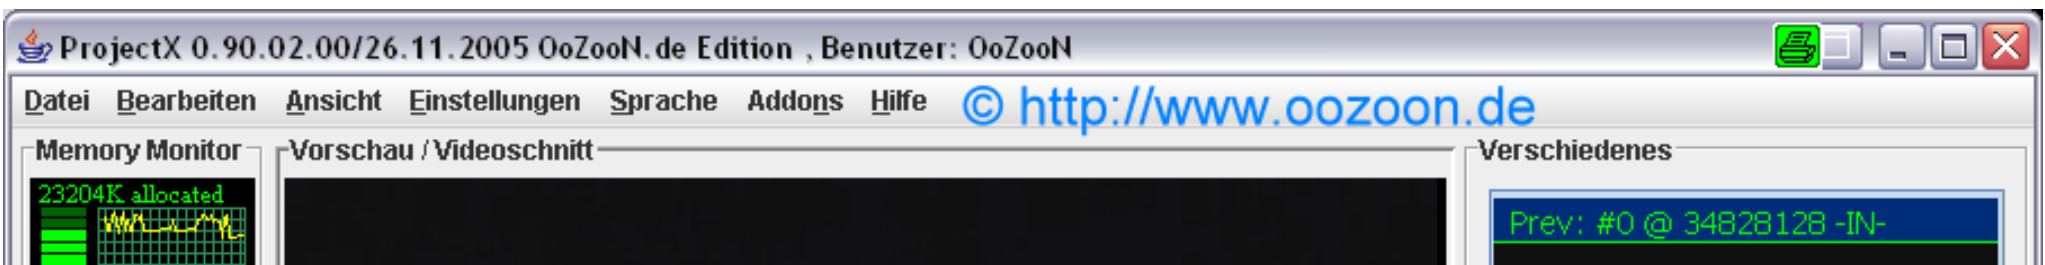 ProjectX 0.90.02.00/26.11.2005 OoZooN.de Edition , Benutzer: OoZooN
Datei Bearbeiten Ansicht Einstellungen Sprache Addons Hilfe © http://www.oozoon.de
Memory Monitor Vorschau / Videoschnitt Verschiedenes
23204K allocated
Prev: #0 @ 34828128 -IN-